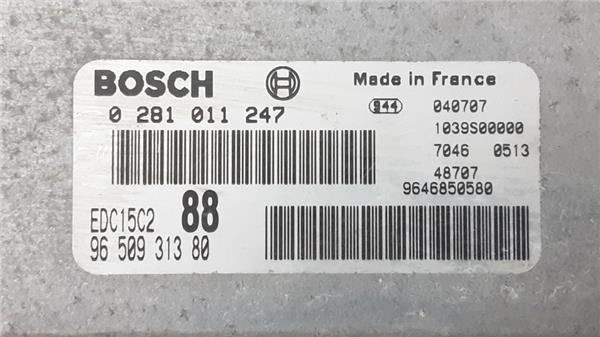 BOSCH
Made in France
0 281 011 247
944
040707
1039S00000
7046 0513
48707
9646850580
EDC15C2 88
96 509 313 80